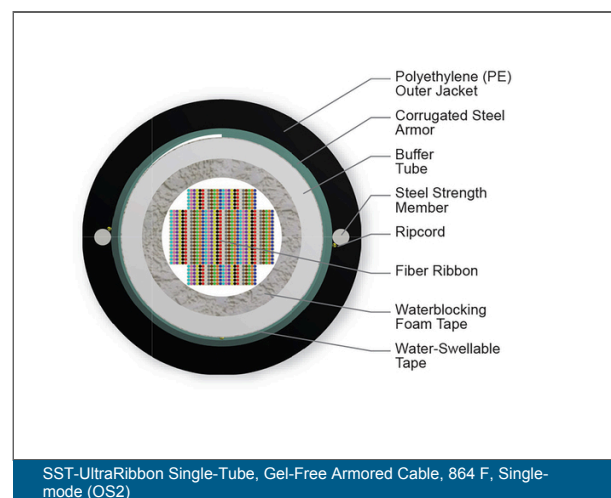 Polyethylene (PE)
Outer Jacket
Corrugated Steel
Armor
Buffer
Tube
Steel Strength
Member
Ripcord
Fiber Ribbon
Waterblocking
Foam Tape
Water-Swellable
Tape
SST-UltraRibbon Single-Tube, Gel-Free Armored Cable, 864 F, Single-
mode (OS2)